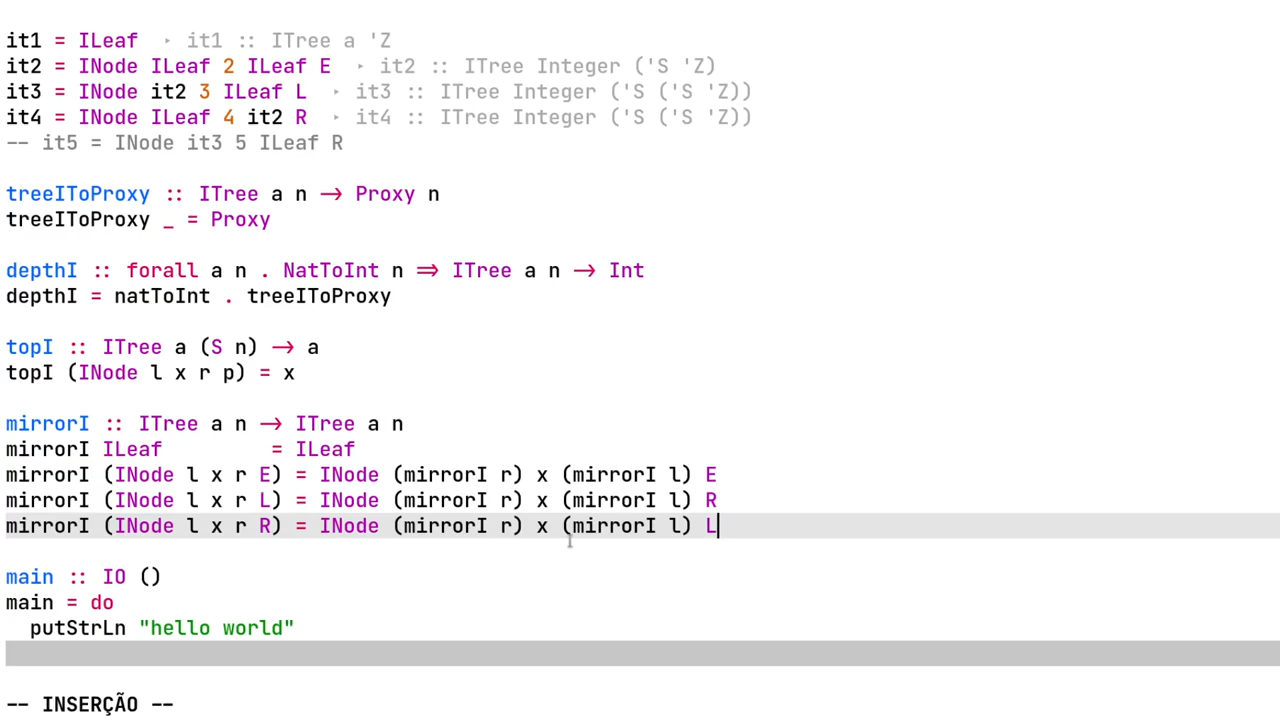 it1 = ILeaf ‣ it1 :: ITree a 'Z
it2 = INode ILeaf 2 ILeaf E ‣ it2 :: ITree Integer ('S 'Z)
it3 = INode it2 3 ILeaf L ‣ it3 :: ITree Integer ('S ('S 'Z))
it4 = INode ILeaf 4 it2 R ‣ it4 :: ITree Integer ('S ('S 'Z))
-- it5 = INode it3 5 ILeaf R
treeIToProxy :: ITree a n -> Proxy n
treeIToProxy _ = Proxy
depthI :: forall a n . NatToInt n => ITree a n -> Int
depthI = natToInt . treeIToProxy
topI :: ITree a (S n) -> a
topI (INode l x r p) = x
mirrorI :: ITree a n -> ITree a n
mirrorI ILeaf = ILeaf
mirrorI (INode l x r E) = INode (mirrorI r) x (mirrorI l) E
mirrorI (INode l x r L) = INode (mirrorI r) x (mirrorI l) R
mirrorI (INode l x r R) = INode (mirrorI r) x (mirrorI l) L
main :: IO ()
main = do
putStrLn "hello world"
-- INSERÇÃO --